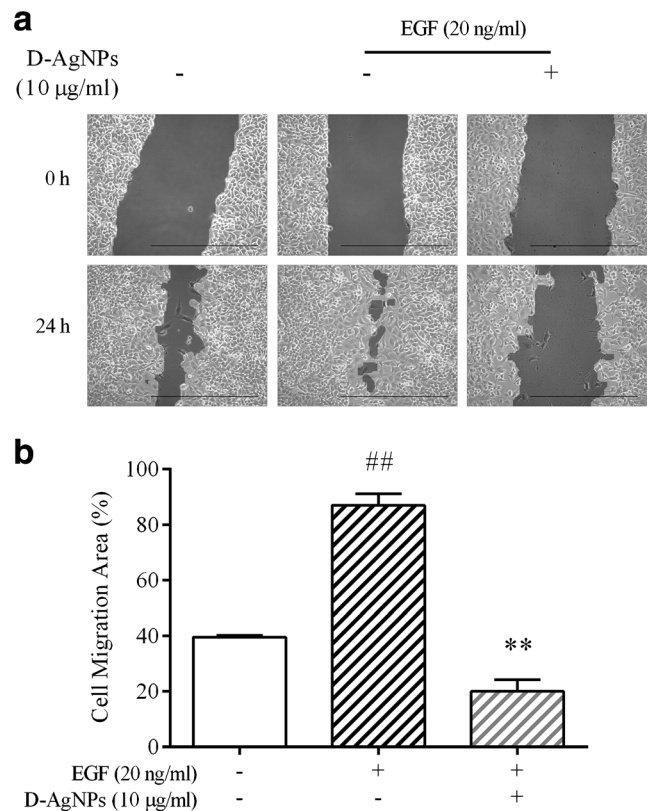 a
EGF (20 ng/ml)
D-AgNPs
(10 μg/ml)
- - +
0 h
24 h
b
##
**
Cell Migration Area (%)
100
80
60
40
20
0
EGF (20 ng/ml) - + +
D-AgNPs (10 μg/ml) - - +